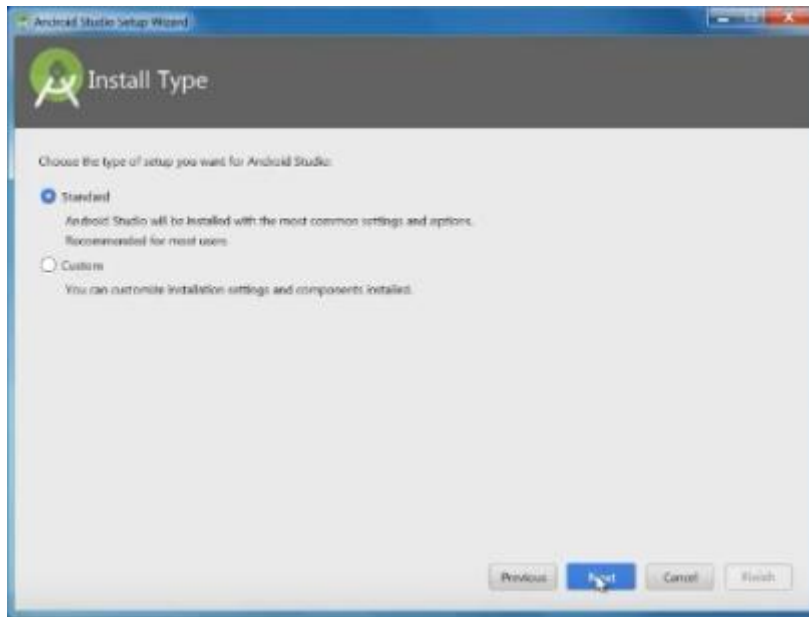 Android Studio Setup Wizard
Install Type
Choose the type of setup you want for Android Studio:
Standard
Android Studio will be installed with the most common settings and options.
Recommended for most users
Custom
You can customize installation settings and components installed.
Previous
Next
Cancel
Finish